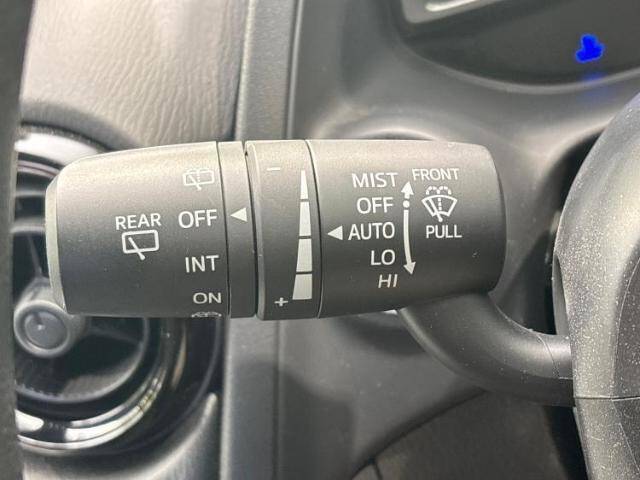 REAR
OFF
INT
ON
−
+
MIST
OFF
AUTO
LO
HI
FRONT
PULL